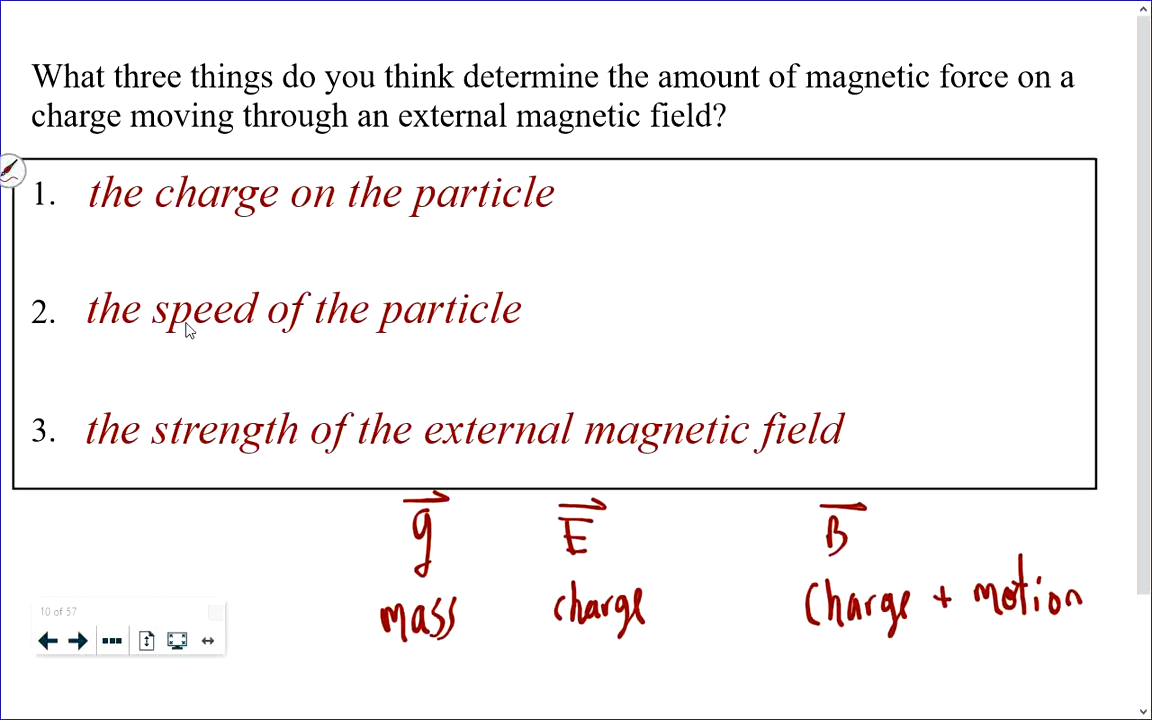 What three things do you think determine the amount of magnetic force on a
charge moving through an external magnetic field?
1. the charge on the particle
2. the speed of the particle
3. the strength of the external magnetic field
g E B
mass charge charge + motion
10 of 57